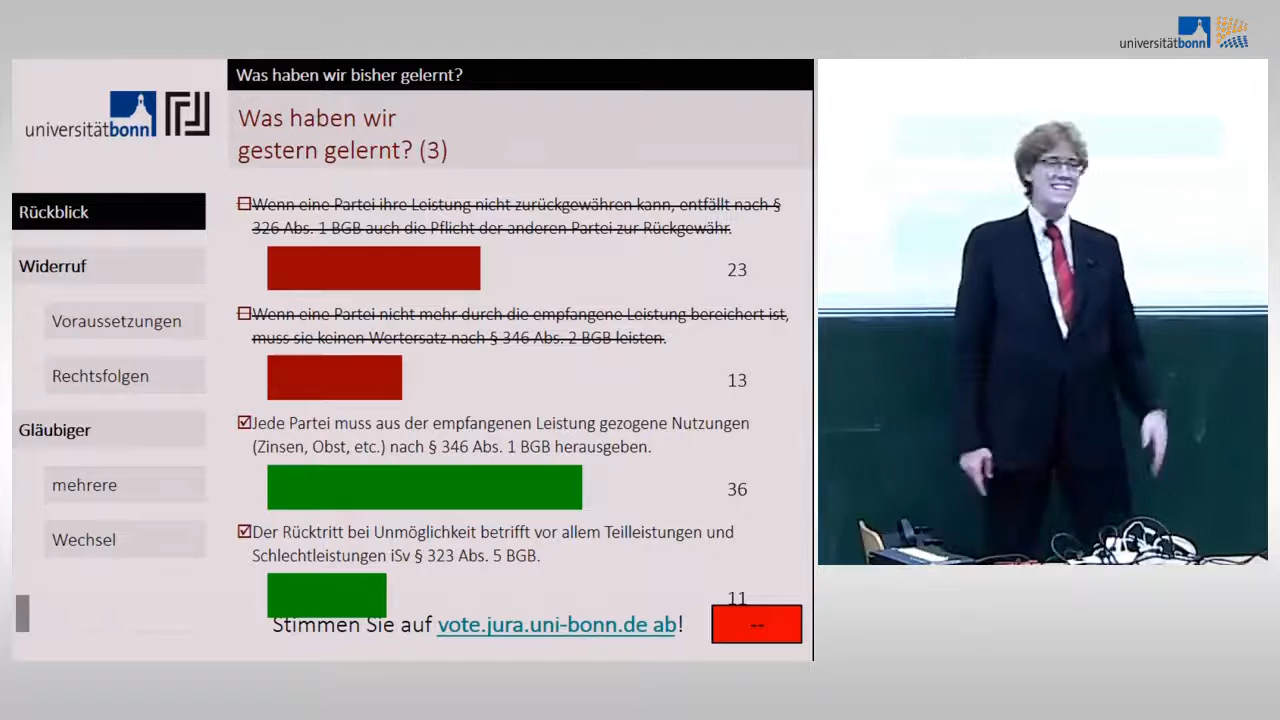 universitätbonn
Was haben wir bisher gelernt?
universitätbonn
Was haben wir
gestern gelernt? (3)
Rückblick
Widerruf
Voraussetzungen
Rechtsfolgen
Gläubiger
mehrere
Wechsel
Wenn eine Partei ihre Leistung nicht zurückgewähren kann, entfällt nach §
326 Abs. 1 BGB auch die Pflicht der anderen Partei zur Rückgewähr.
23
Wenn eine Partei nicht mehr durch die empfangene Leistung bereichert ist,
muss sie keinen Wertersatz nach § 346 Abs. 2 BGB leisten.
13
Jede Partei muss aus der empfangenen Leistung gezogene Nutzungen
(Zinsen, Obst, etc.) nach § 346 Abs. 1 BGB herausgeben.
36
Der Rücktritt bei Unmöglichkeit betrifft vor allem Teilleistungen und
Schlechtleistungen iSv § 323 Abs. 5 BGB.
11
Stimmen Sie auf vote.jura.uni-bonn.de ab!
--